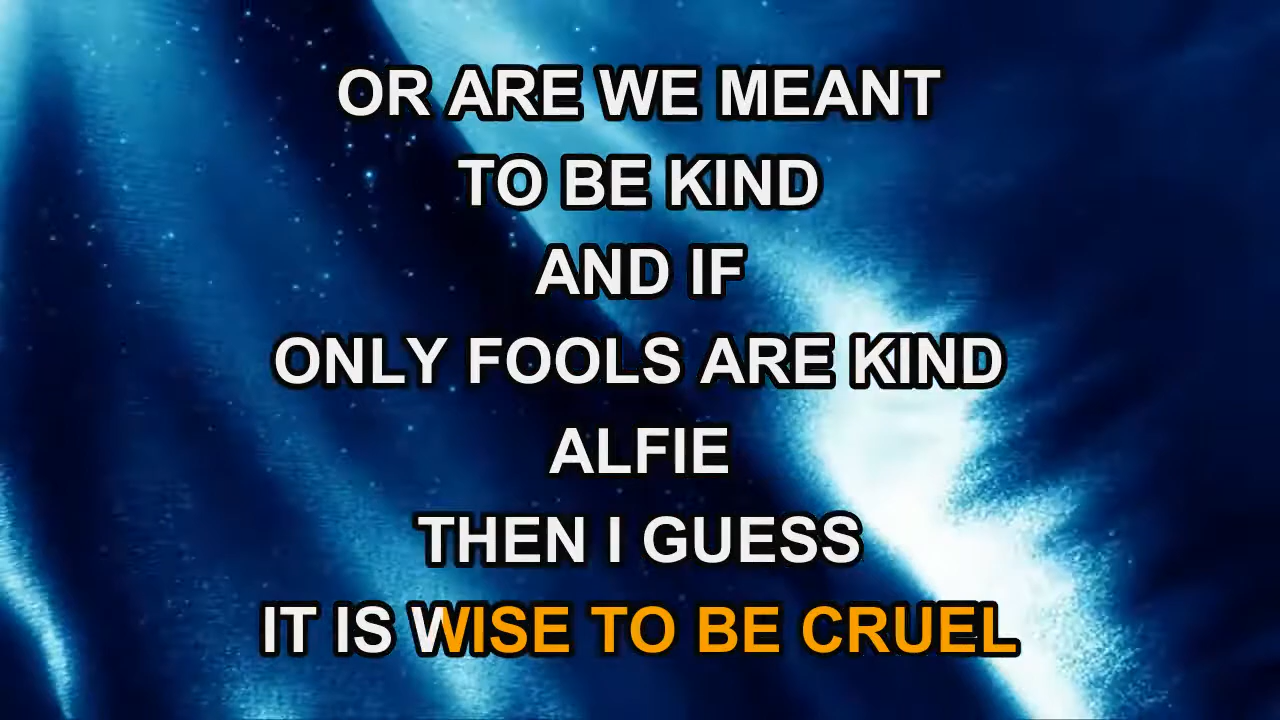 OR ARE WE MEANT
TO BE KIND
AND IF
ONLY FOOLS ARE KIND
ALFIE
THEN I GUESS
IT IS WISE TO BE CRUEL